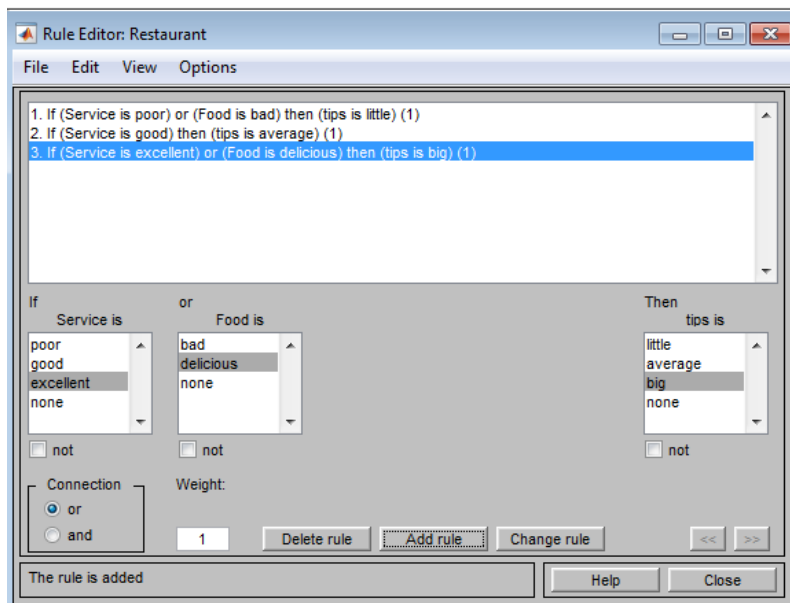 Rule Editor: Restaurant
File Edit View Options
1. If (Service is poor) or (Food is bad) then (tips is little) (1)
2. If (Service is good) then (tips is average) (1)
3. If (Service is excellent) or (Food is delicious) then (tips is big) (1)
If or Then
Service is Food is tips is
poor bad little
good delicious average
excellent none big
none none
not not not
Connection Weight:
or
and 1 Delete rule Add rule Change rule << >>
The rule is added Help Close